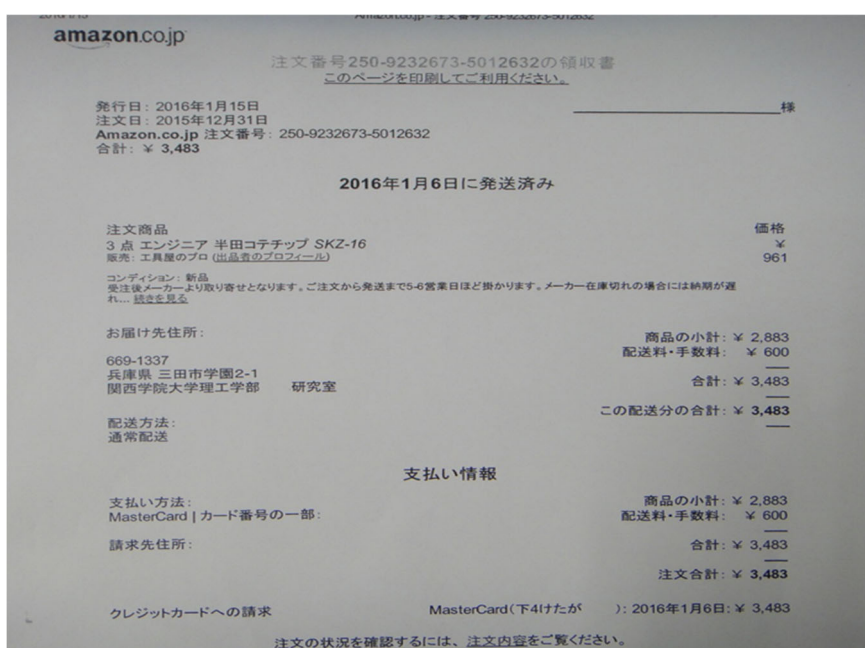 Amazon.co.jp - 注文番号 250-9232673-5012632
amazon.co.jp
注文番号250-9232673-5012632の領収書
このページを印刷してご利用ください。
発行日: 2016年1月15日
様
注文日: 2015年12月31日
Amazon.co.jp 注文番号: 250-9232673-5012632
合計: ¥ 3,483
2016年1月6日に発送済み
注文商品 価格
3 点 エンジニア 半田コテチップ SKZ-16 ¥
販売: 工具屋のプロ (出品者のプロフィール) 961
コンディション: 新品
受注後メーカーより取り寄せとなります。ご注文から発送まで5-6営業日ほど掛かります。メーカー在庫切れの場合には納期が遅
れ... 続きを見る
お届け先住所: 商品の小計: ¥ 2,883
配送料・手数料: ¥ 600
669-1337
兵庫県 三田市学園2-1 合計: ¥ 3,483
関西学院大学理工学部 研究室
この配送分の合計: ¥ 3,483
配送方法:
通常配送
支払い情報
支払い方法: 商品の小計: ¥ 2,883
MasterCard | カード番号の一部: 配送料・手数料: ¥ 600
請求先住所: 合計: ¥ 3,483
注文合計: ¥ 3,483
クレジットカードへの請求 MasterCard(下4けたが ): 2016年1月6日: ¥ 3,483
注文の状況を確認するには、注文内容をご覧ください。